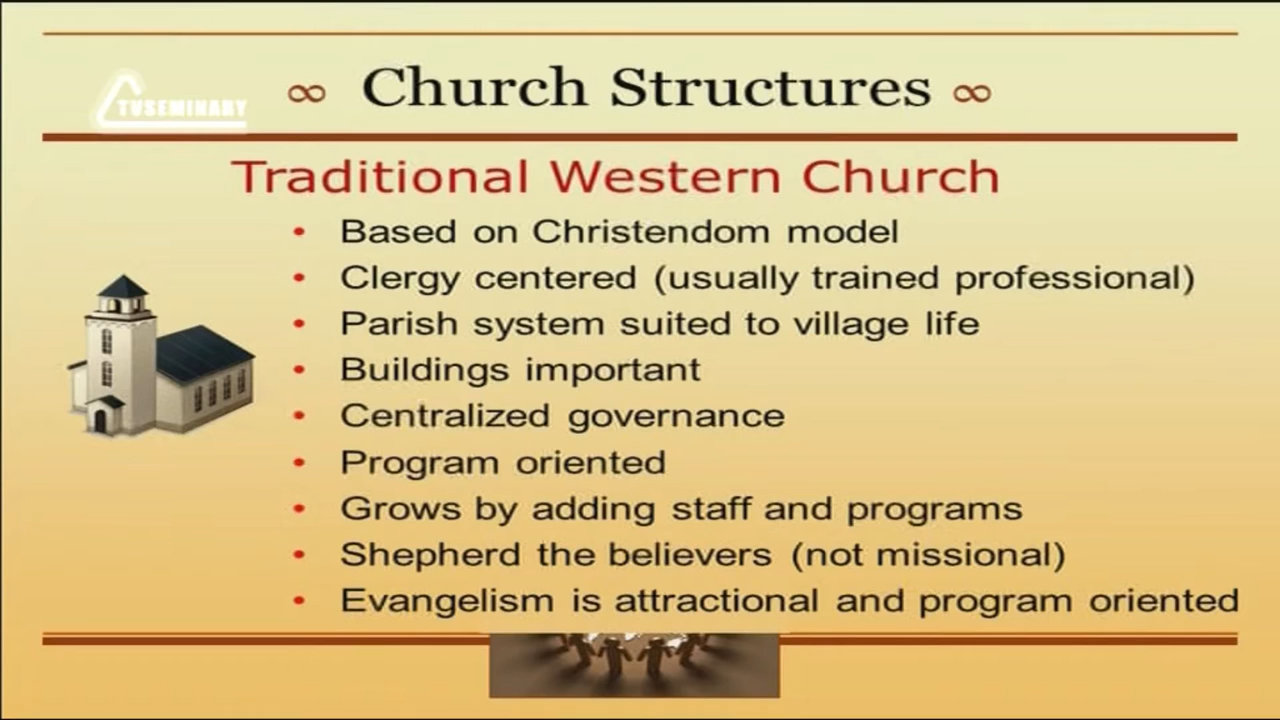 TVSEMINARY
∞ Church Structures ∞
Traditional Western Church
• Based on Christendom model
• Clergy centered (usually trained professional)
• Parish system suited to village life
• Buildings important
• Centralized governance
• Program oriented
• Grows by adding staff and programs
• Shepherd the believers (not missional)
• Evangelism is attractional and program oriented